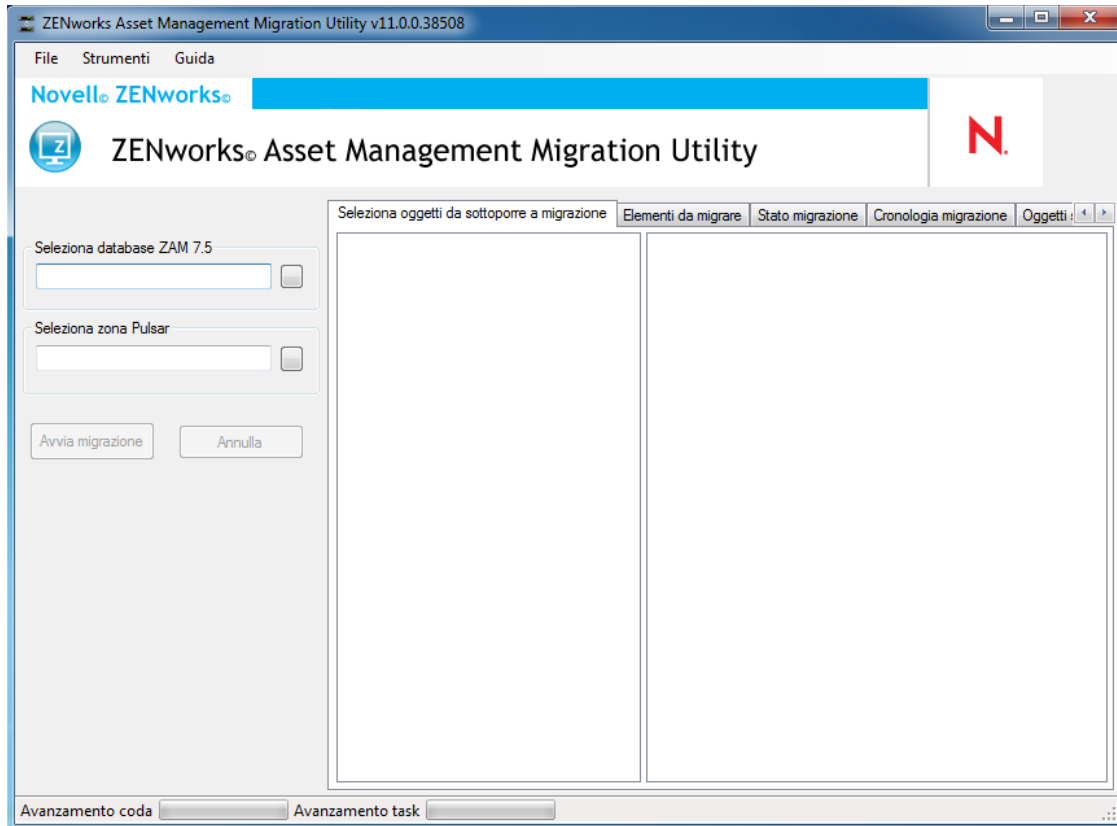 ZENworks Asset Management Migration Utility v11.0.0.38508
File Strumenti Guida
Novell© ZENworks©
ZENworks© Asset Management Migration Utility
N.
Seleziona oggetti da sottoporre a migrazione Elementi da migrare Stato migrazione Cronologia migrazione Oggetti
Seleziona database ZAM 7.5
Seleziona zona Pulsar
Avvia migrazione Annulla
Avanzamento coda Avanzamento task